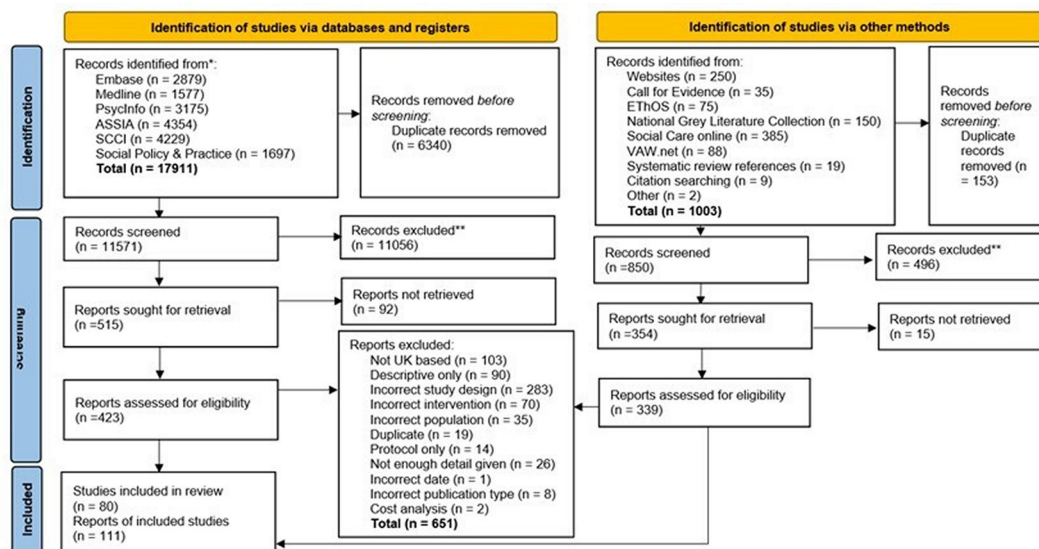 Identification of studies via databases and registers
Identification of studies via other methods
Identification
Records identified from*:
Embase (n = 2879)
Medline (n = 1577)
PsycInfo (n = 3175)
ASSIA (n = 4354)
SCCI (n = 4229)
Social Policy & Practice (n = 1697)
Total (n = 17911)
Records removed before
screening:
Duplicate records removed
(n = 6340)
Records identified from:
Websites (n = 250)
Call for Evidence (n = 35)
EThOS (n = 75)
National Grey Literature Collection (n = 150)
Social Care online (n = 385)
VAW.net (n = 88)
Systematic review references (n = 19)
Citation searching (n = 9)
Other (n = 2)
Total (n = 1003)
Records
removed before
screening:
Duplicate
records
removed (n
= 153)
Screening
Records screened
(n = 11571)
Records excluded**
(n = 11056)
Records screened
(n =850)
Records excluded**
(n = 496)
Reports sought for retrieval
(n =515)
Reports not retrieved
(n = 92)
Reports sought for retrieval
(n =354)
Reports not retrieved
(n = 15)
Reports assessed for eligibility
(n =423)
Reports excluded:
Not UK based (n = 103)
Descriptive only (n = 90)
Incorrect study design (n = 283)
Incorrect intervention (n = 70)
Incorrect population (n = 35)
Duplicate (n = 19)
Protocol only (n = 14)
Not enough detail given (n = 26)
Incorrect date (n = 1)
Incorrect publication type (n = 8)
Cost analysis (n = 2)
Total (n = 651)
Reports assessed for eligibility
(n = 339)
Included
Studies included in review
(n = 80)
Reports of included studies
(n = 111)